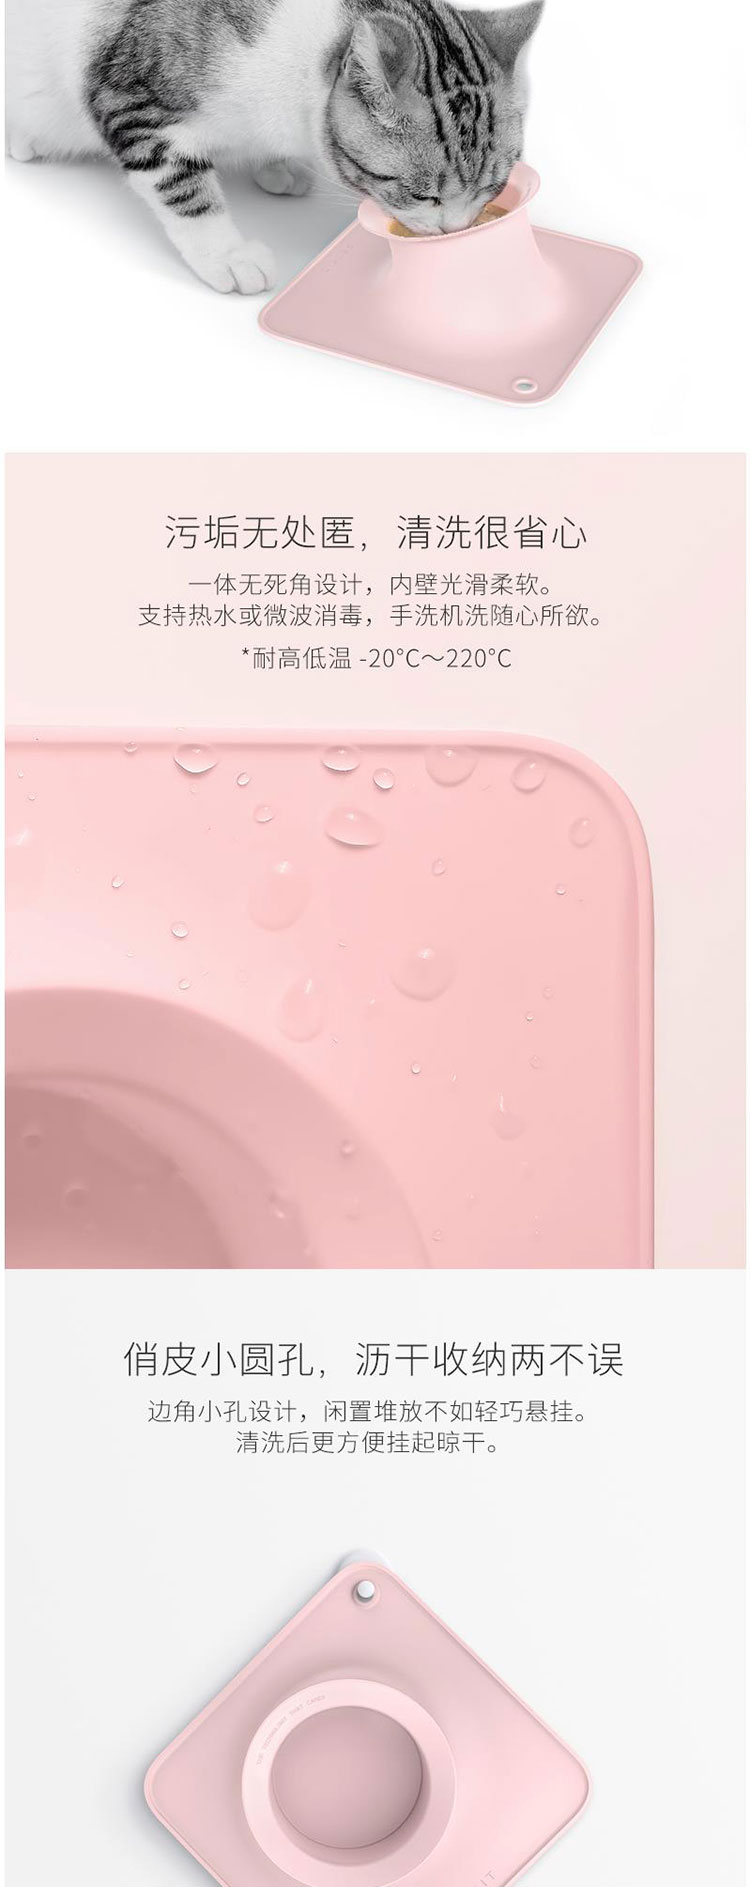 污垢无处匿，清洗很省心
一体无死角设计，内壁光滑柔软。
支持热水或微波消毒，手洗机洗随心所欲。
*耐高低温 -20°C～220°C
俏皮小圆孔，沥干收纳两不误
边角小孔设计，闲置堆放不如轻巧悬挂。
清洗后更方便挂起晾干。